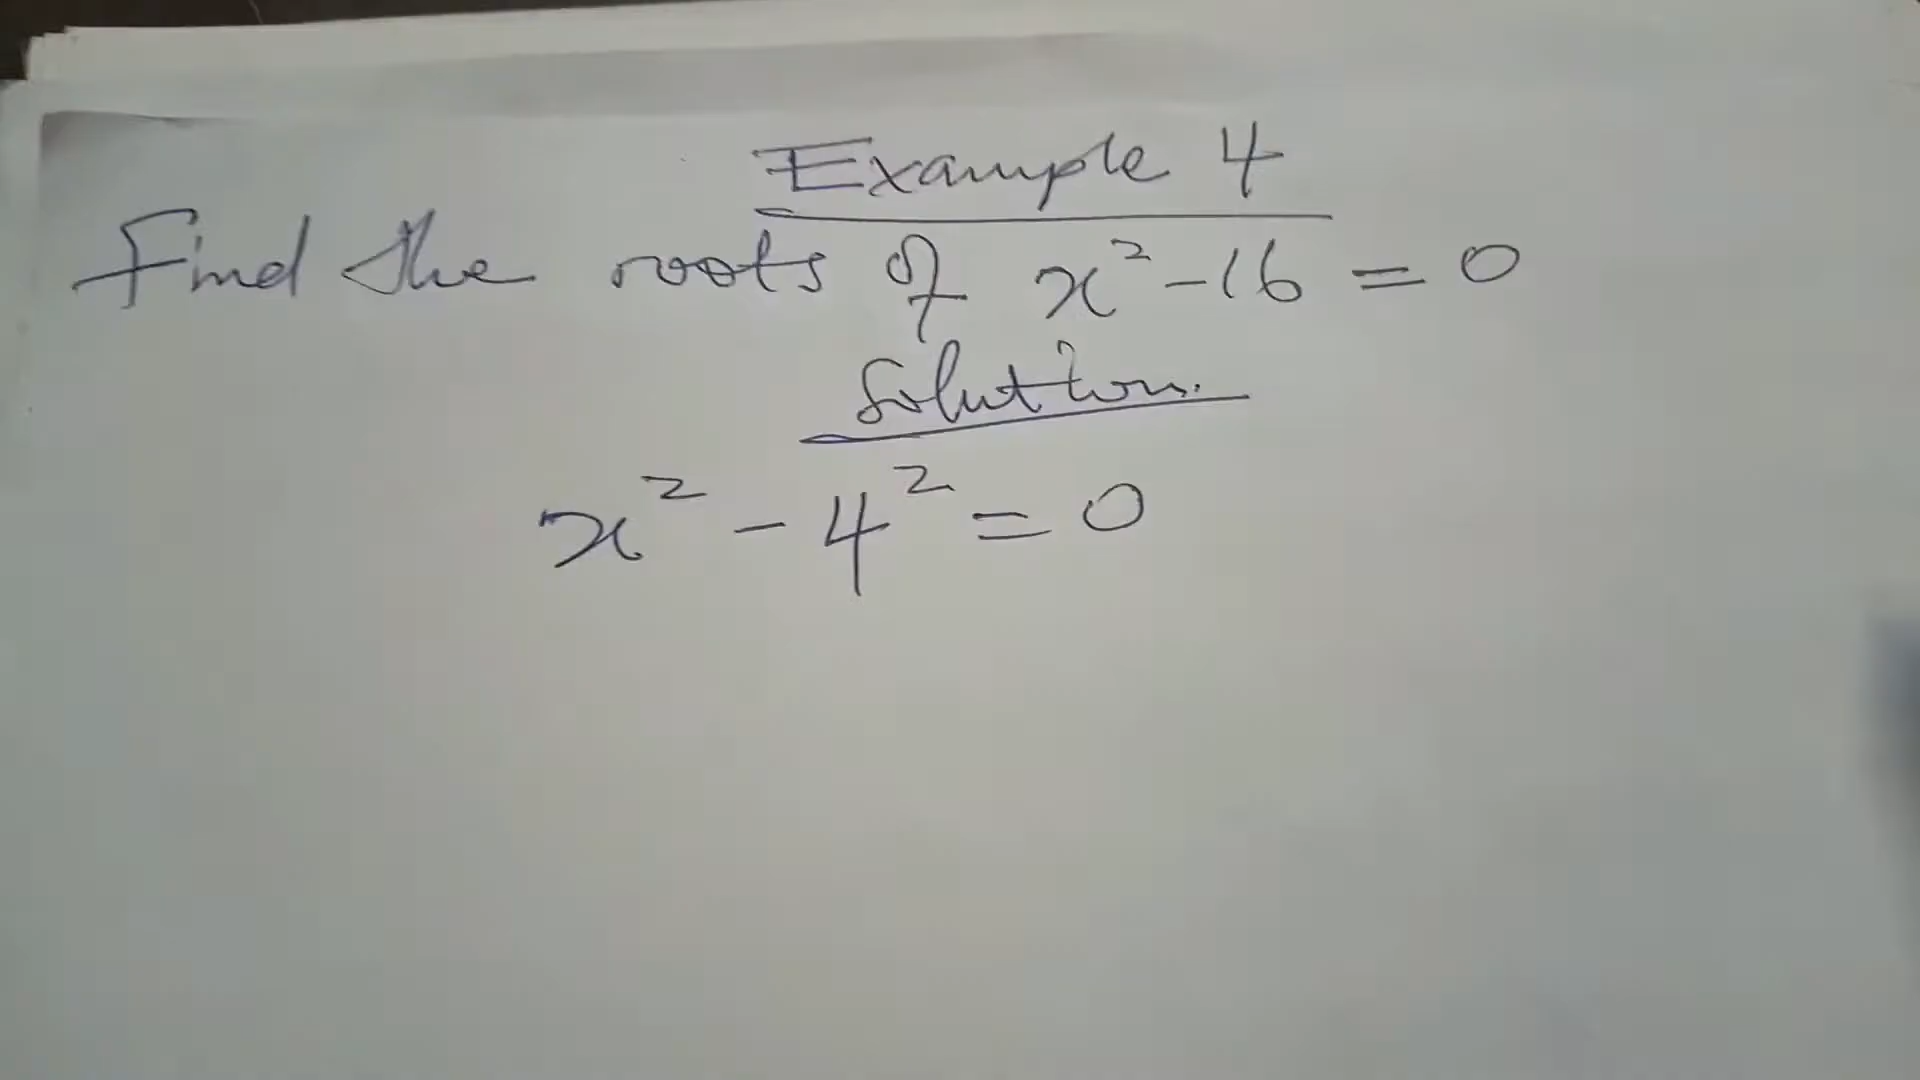 Example 4
Find the roots of x² - 16 = 0
Solution.
x² - 4² = 0